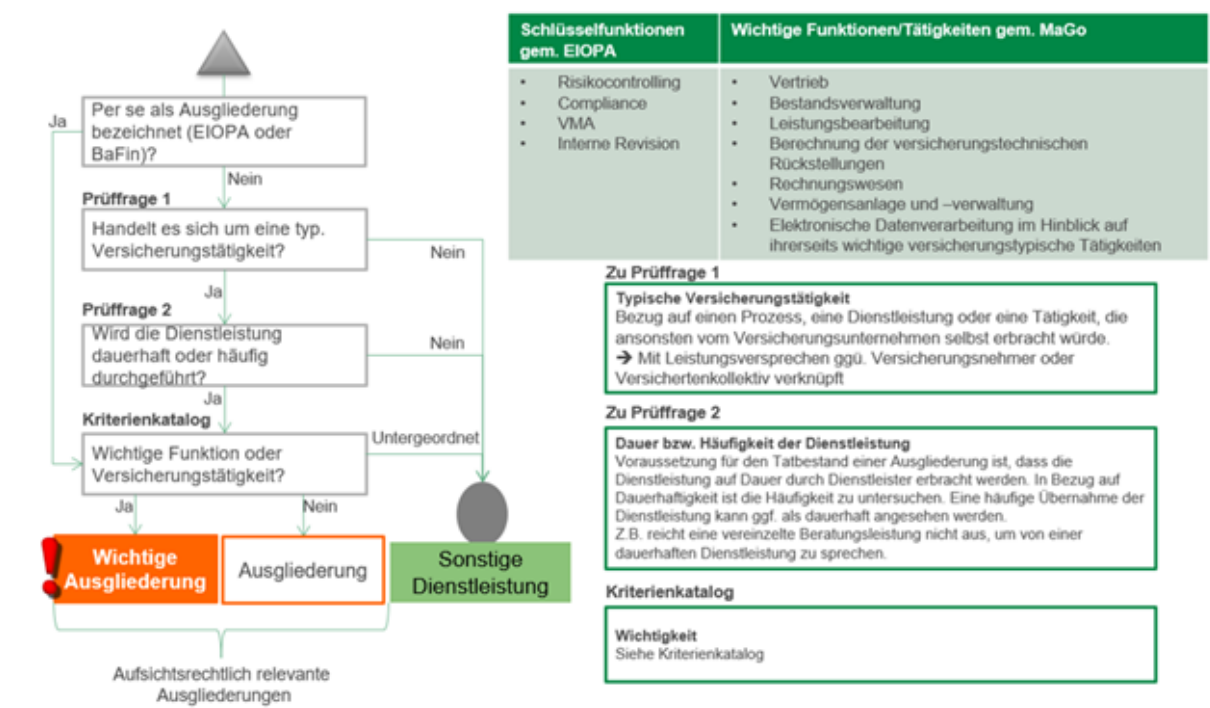 Per se als Ausgliederung
bezeichnet (EIOPA oder
BaFin)?
Ja
Nein
Prüffrage 1
Handelt es sich um eine typ.
Versicherungstätigkeit?
Nein
Ja
Prüffrage 2
Wird die Dienstleistung
dauerhaft oder häufig
durchgeführt?
Nein
Ja
Kriterienkatalog
Wichtige Funktion oder
Versicherungstätigkeit?
Untergeordnet
Ja
Nein
Wichtige
Ausgliederung
Ausgliederung
Sonstige
Dienstleistung
Aufsichtsrechtlich relevante
Ausgliederungen
Schlüsselfunktionen
gem. EIOPA
• Risikocontrolling
• Compliance
• VMA
• Interne Revision
Wichtige Funktionen/Tätigkeiten gem. MaGo
• Vertrieb
• Bestandsverwaltung
• Leistungsbearbeitung
• Berechnung der versicherungstechnischen
Rückstellungen
• Rechnungswesen
• Vermögensanlage und –verwaltung
• Elektronische Datenverarbeitung im Hinblick auf
ihrerseits wichtige versicherungstypische Tätigkeiten
Zu Prüffrage 1
Typische Versicherungstätigkeit
Bezug auf einen Prozess, eine Dienstleistung oder eine Tätigkeit, die
ansonsten vom Versicherungsunternehmen selbst erbracht würde.
➔ Mit Leistungsversprechen ggü. Versicherungsnehmer oder
Versichertenkollektiv verknüpft
Zu Prüffrage 2
Dauer bzw. Häufigkeit der Dienstleistung
Voraussetzung für den Tatbestand einer Ausgliederung ist, dass die
Dienstleistung auf Dauer durch Dienstleister erbracht werden. In Bezug auf
Dauerhaftigkeit ist die Häufigkeit zu untersuchen. Eine häufige Übernahme der
Dienstleistung kann ggf. als dauerhaft angesehen werden.
Z.B. reicht eine vereinzelte Beratungsleistung nicht aus, um von einer
dauerhaften Dienstleistung zu sprechen.
Kriterienkatalog
Wichtigkeit
Siehe Kriterienkatalog